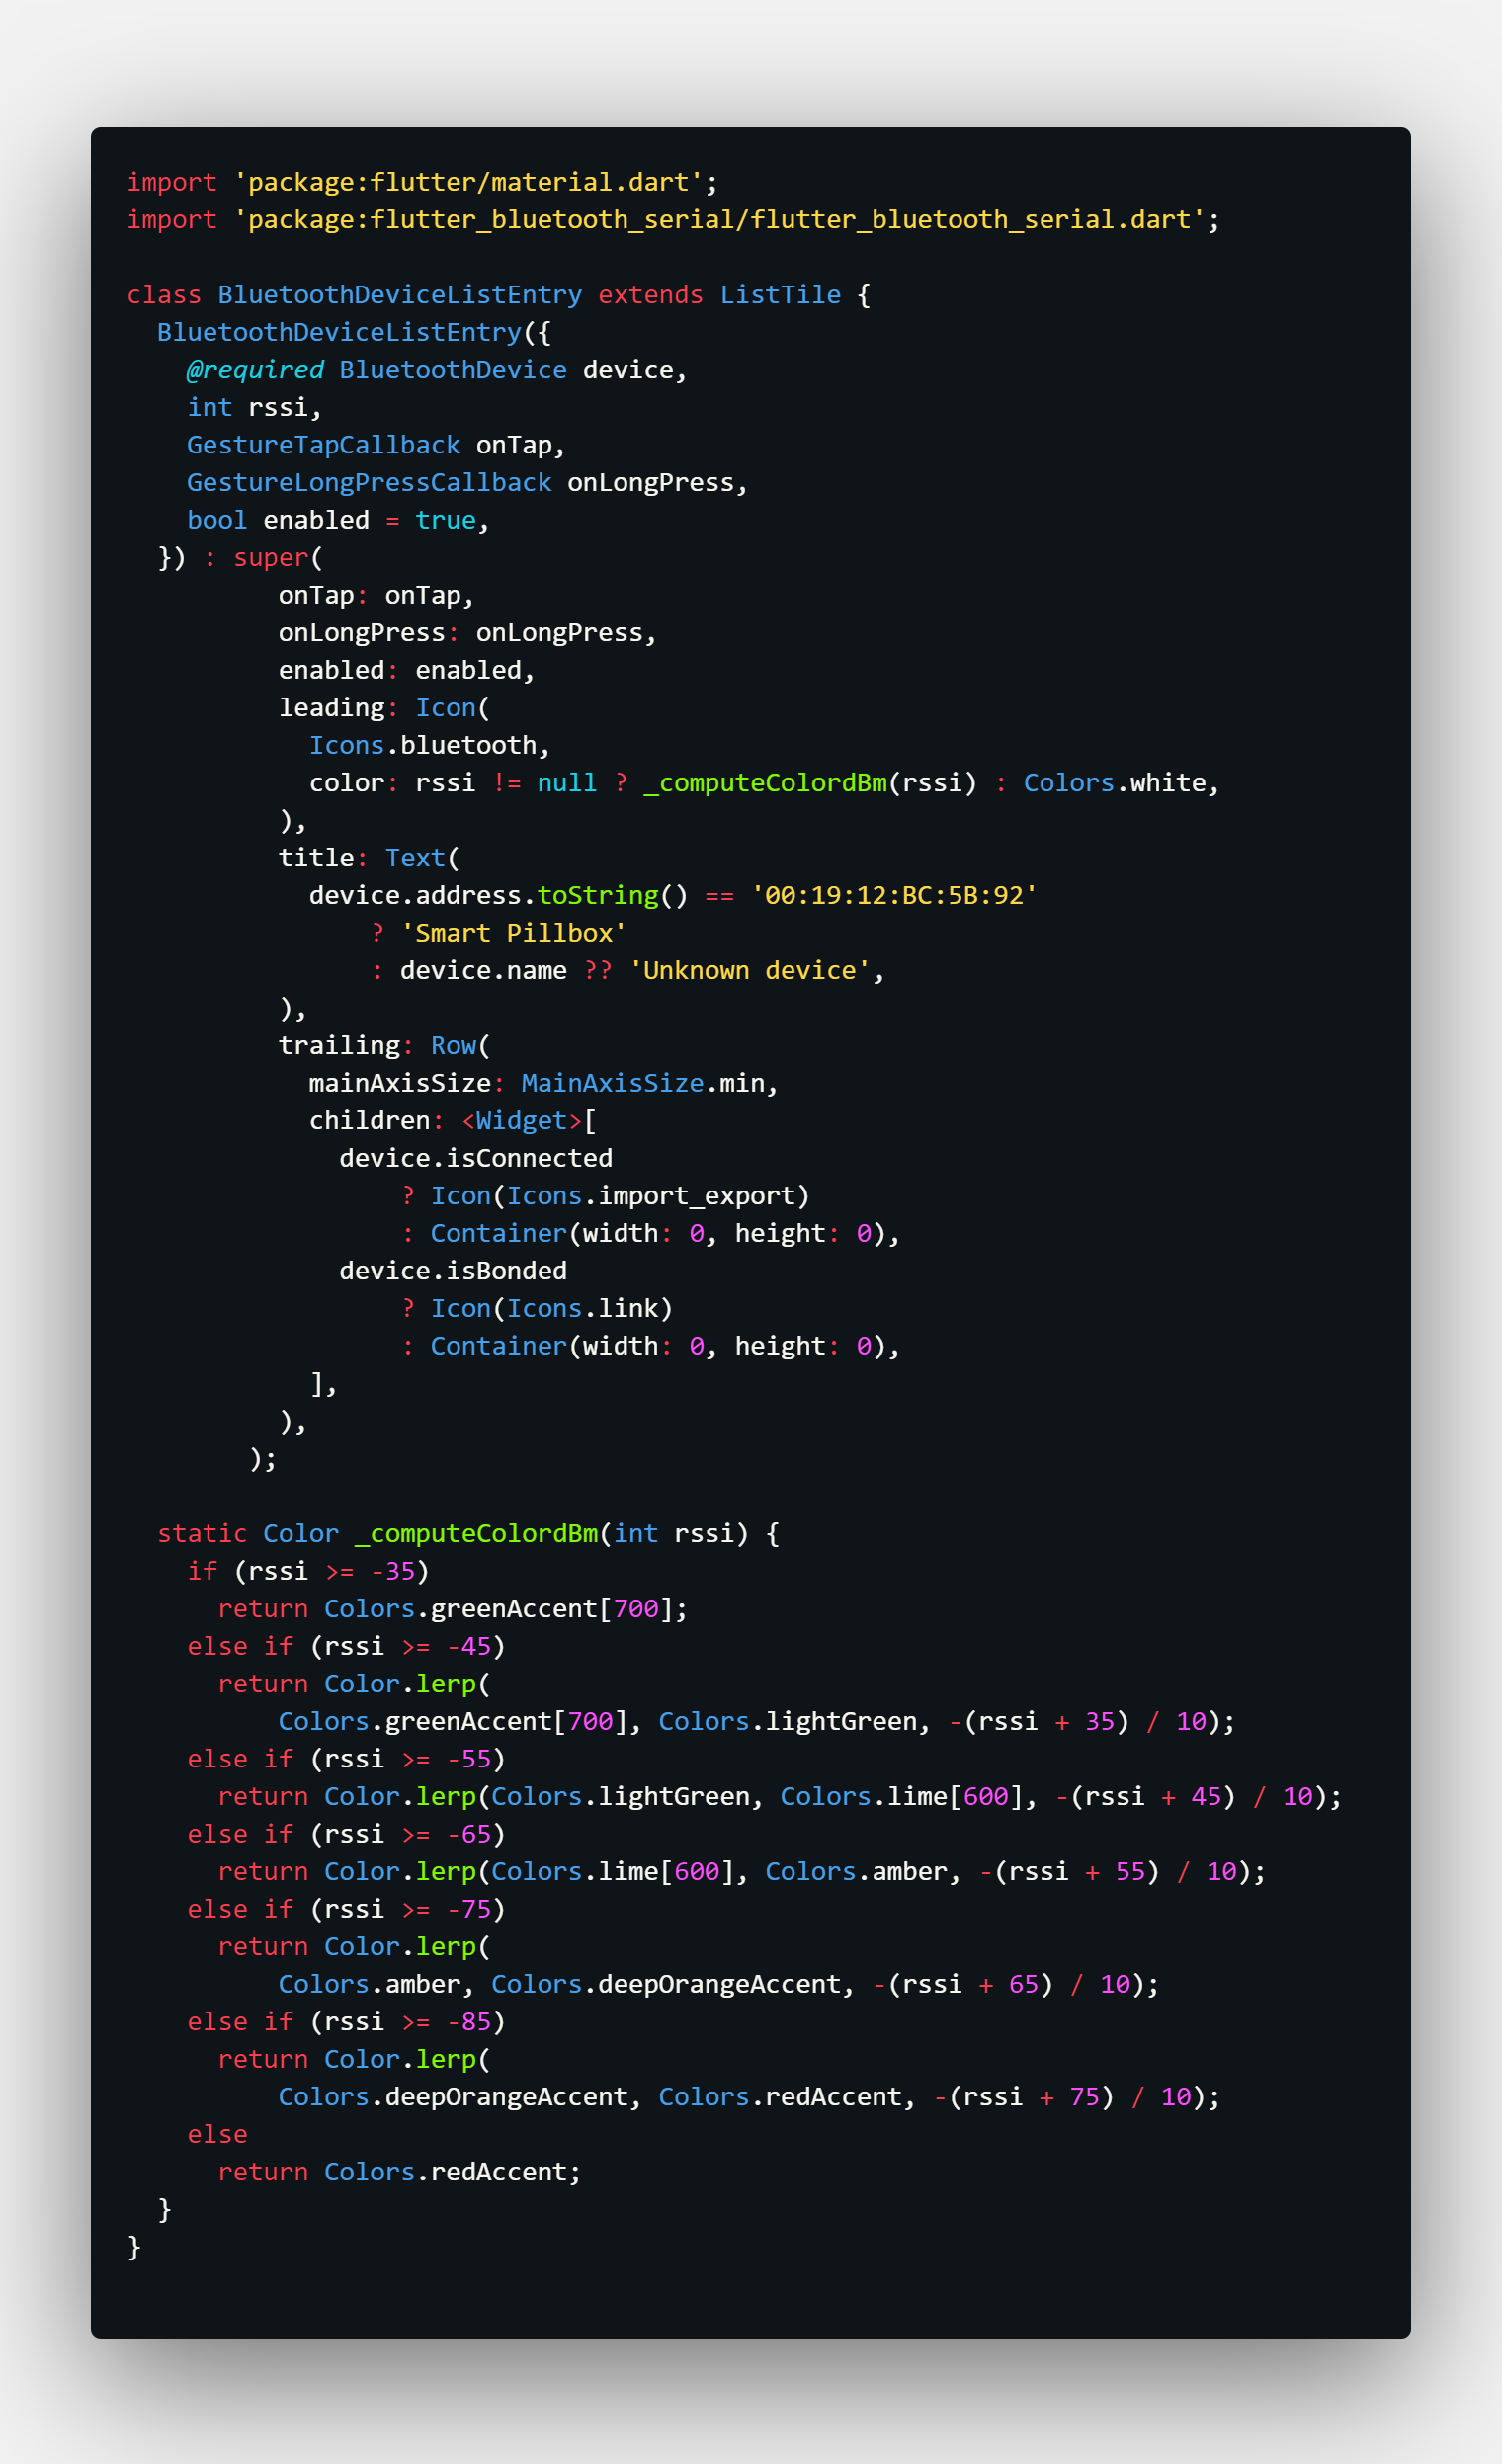 import 'package:flutter/material.dart';
import 'package:flutter_bluetooth_serial/flutter_bluetooth_serial.dart';

class BluetoothDeviceListEntry extends ListTile {
  BluetoothDeviceListEntry({
    @required BluetoothDevice device,
    int rssi,
    GestureTapCallback onTap,
    GestureLongPressCallback onLongPress,
    bool enabled = true,
  }) : super(
          onTap: onTap,
          onLongPress: onLongPress,
          enabled: enabled,
          leading: Icon(
            Icons.bluetooth,
            color: rssi != null ? _computeColordBm(rssi) : Colors.white,
          ),
          title: Text(
            device.address.toString() == '00:19:12:BC:5B:92'
                ? 'Smart Pillbox'
                : device.name ?? 'Unknown device',
          ),
          trailing: Row(
            mainAxisSize: MainAxisSize.min,
            children: <Widget>[
              device.isConnected
                  ? Icon(Icons.import_export)
                  : Container(width: 0, height: 0),
              device.isBonded
                  ? Icon(Icons.link)
                  : Container(width: 0, height: 0),
            ],
          ),
        );

  static Color _computeColordBm(int rssi) {
    if (rssi >= -35)
      return Colors.greenAccent[700];
    else if (rssi >= -45)
      return Color.lerp(
          Colors.greenAccent[700], Colors.lightGreen, -(rssi + 35) / 10);
    else if (rssi >= -55)
      return Color.lerp(Colors.lightGreen, Colors.lime[600], -(rssi + 45) / 10);
    else if (rssi >= -65)
      return Color.lerp(Colors.lime[600], Colors.amber, -(rssi + 55) / 10);
    else if (rssi >= -75)
      return Color.lerp(
          Colors.amber, Colors.deepOrangeAccent, -(rssi + 65) / 10);
    else if (rssi >= -85)
      return Color.lerp(
          Colors.deepOrangeAccent, Colors.redAccent, -(rssi + 75) / 10);
    else
      return Colors.redAccent;
  }
}